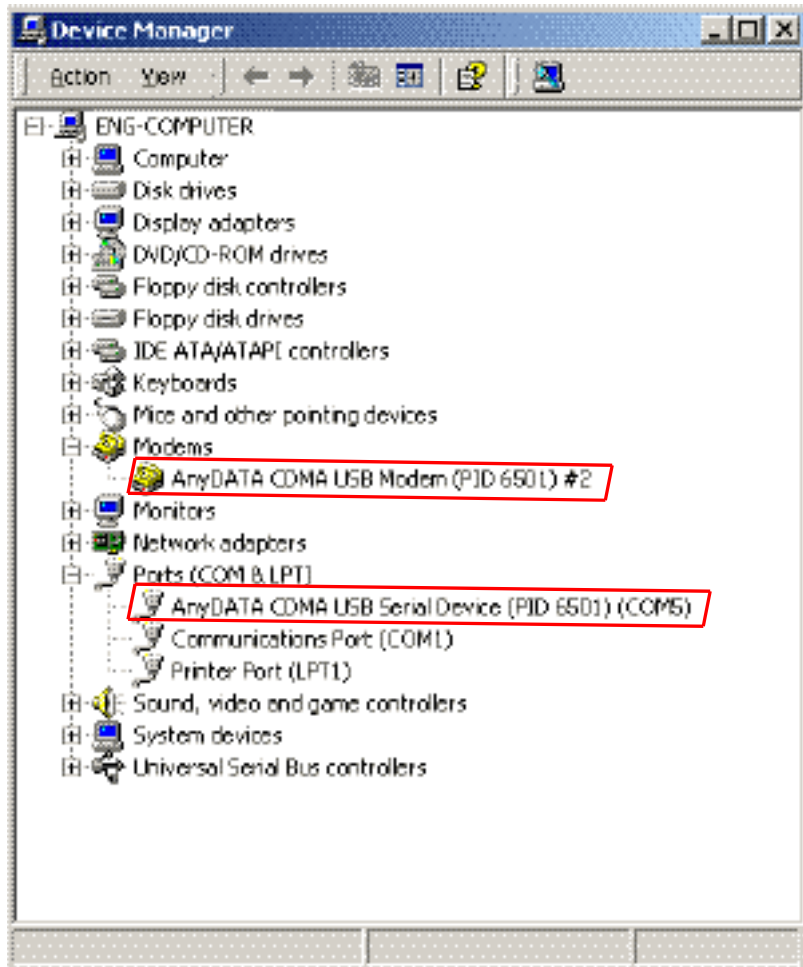 Device Manager
Action View
ENG-COMPUTER
Computer
Disk drives
Display adapters
DVD/CD-ROM drives
Floppy disk controllers
Floppy disk drives
IDE ATA/ATAPI controllers
Keyboards
Mice and other pointing devices
Modems
AnyDATA CDMA USB Modem (PID 6501) #2
Monitors
Network adapters
Ports (COM & LPT)
AnyDATA CDMA USB Serial Device (PID 6501) (COM5)
Communications Port (COM1)
Printer Port (LPT1)
Sound, video and game controllers
System devices
Universal Serial Bus controllers